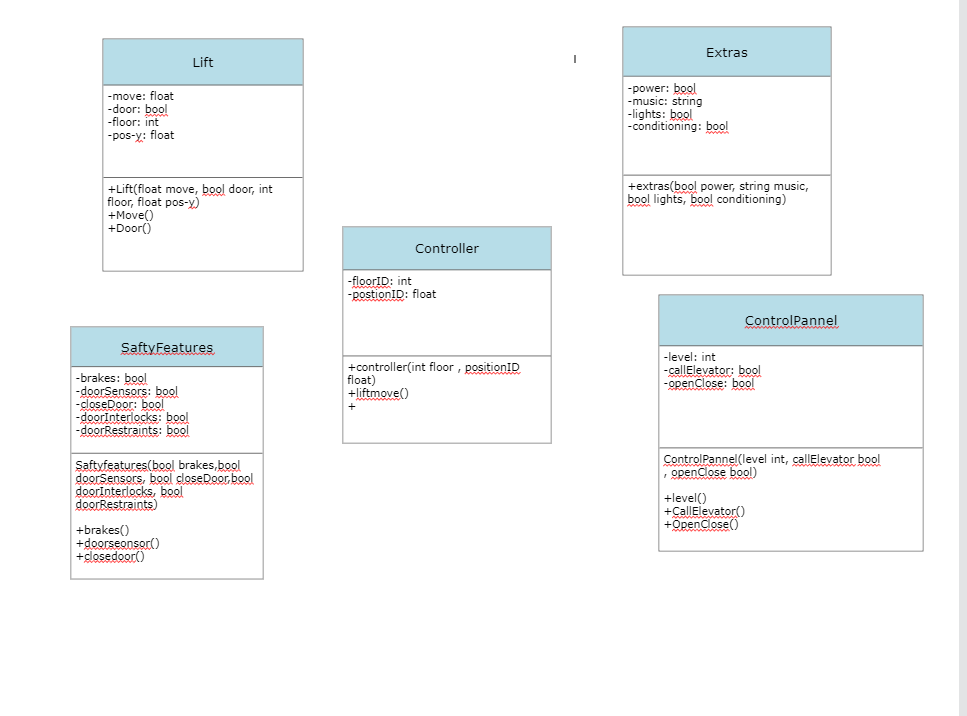 Lift
-move: float
-door: bool
-floor: int
-pos-y: float
+Lift(float move, bool door, int
floor, float pos-y)
+Move()
+Door()
Extras
-power: bool
-music: string
-lights: bool
-conditioning: bool
+extras(bool power, string music,
bool lights, bool conditioning)
Controller
-floorID: int
-postionID: float
+controller(int floor , positionID
float)
+liftmove()
+
SaftyFeatures
-brakes: bool
-doorSensors: bool
-closeDoor: bool
-doorInterlocks: bool
-doorRestraints: bool
Saftyfeatures(bool brakes,bool
doorSensors, bool closeDoor,bool
doorInterlocks, bool
doorRestraints)
+brakes()
+doorseonsor()
+closedoor()
ControlPannel
-level: int
-callElevator: bool
-openClose: bool
ControlPannel(level int, callElevator bool
, openClose bool)
+level()
+CallElevator()
+OpenClose()